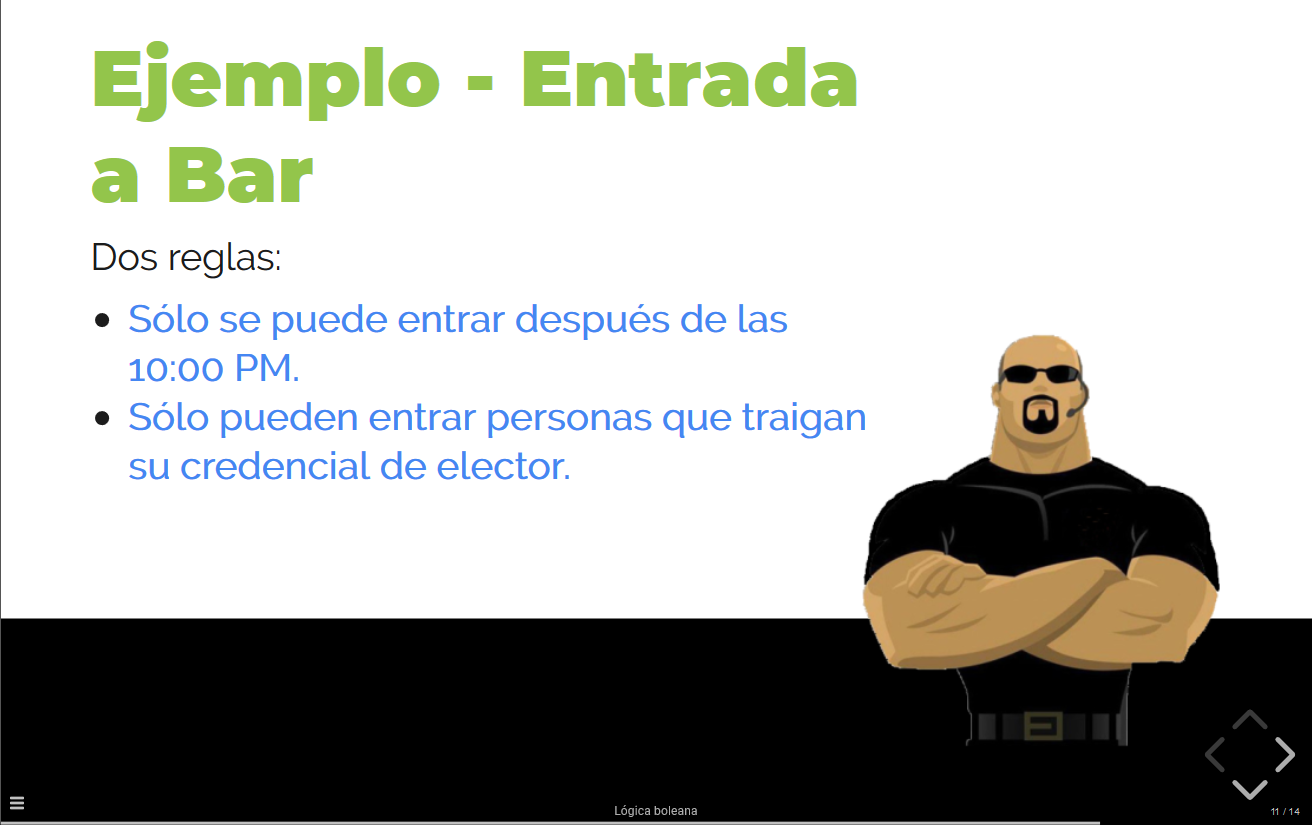 Ejemplo - Entrada
a Bar
Dos reglas:
Sólo se puede entrar después de las
10:00 PM.
Sólo pueden entrar personas que traigan
su credencial de elector.
Lógica boleana
11 / 14